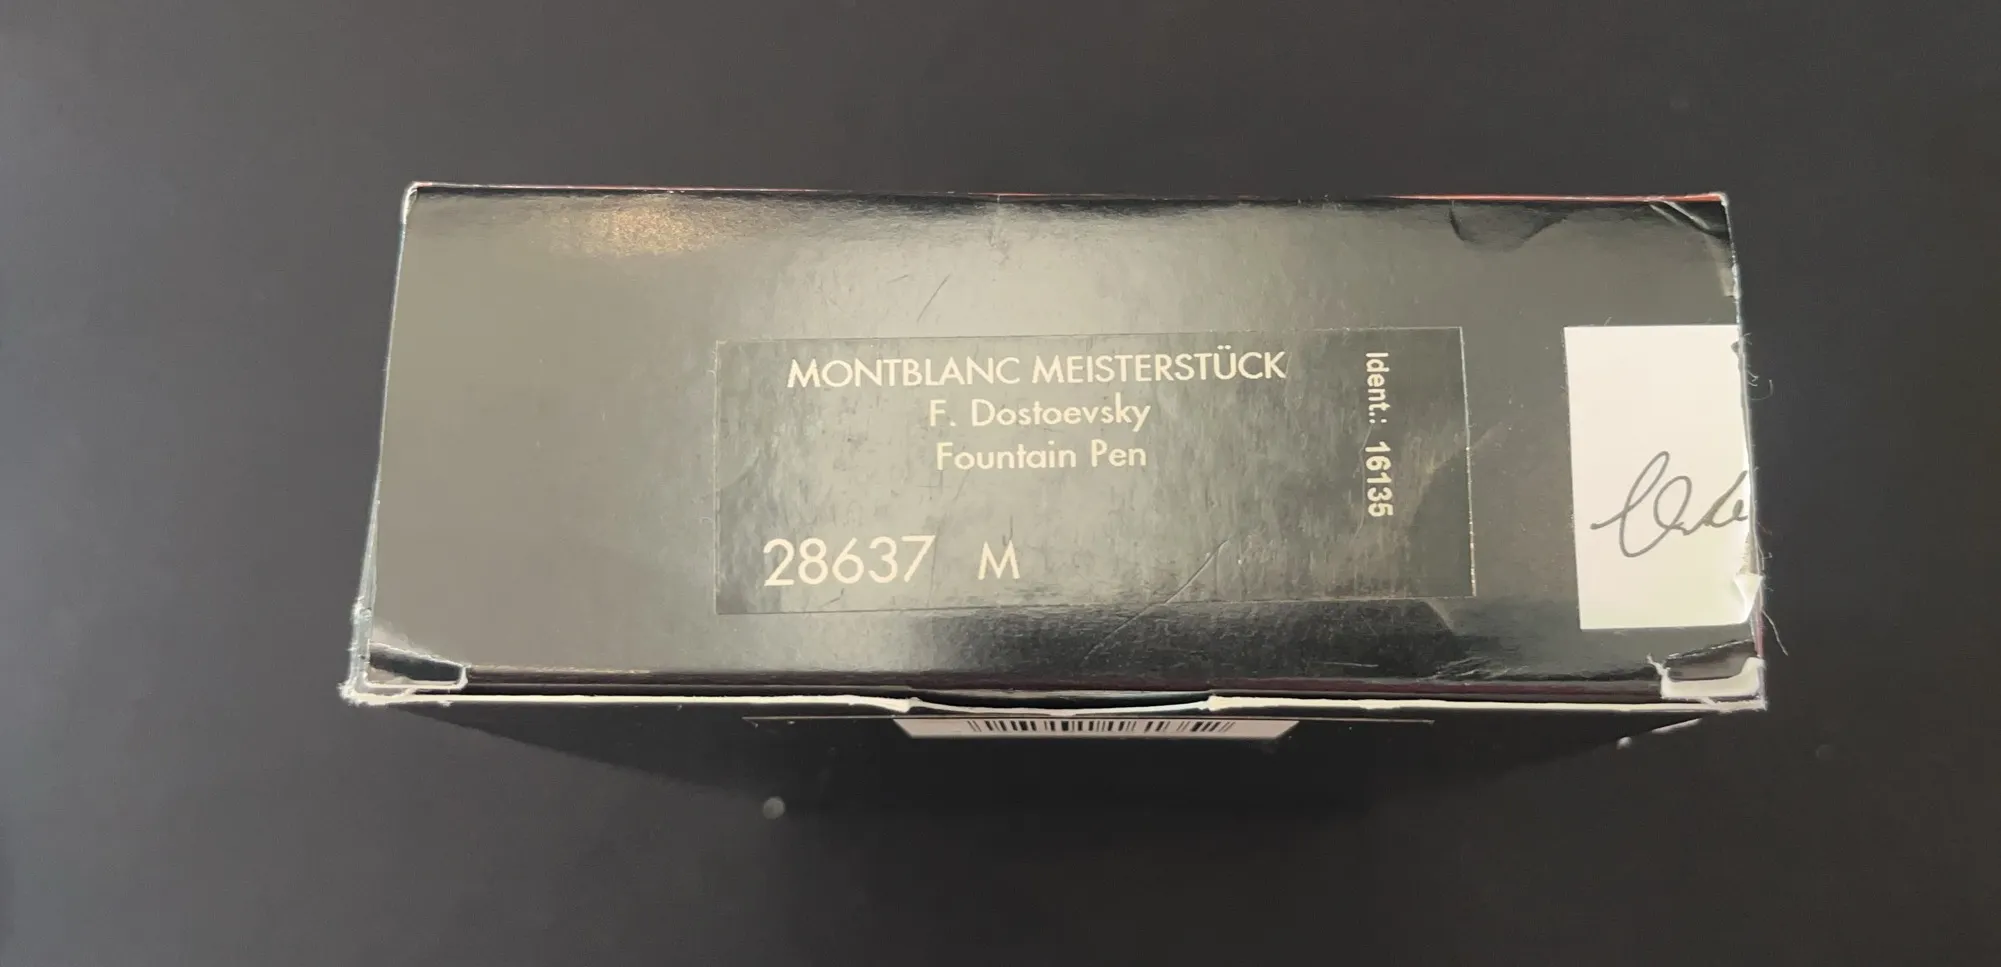 MONTBLANC MEISTERSTÜCK
F. Dostoevsky
Fountain Pen
28637 M
Ident.: 16135